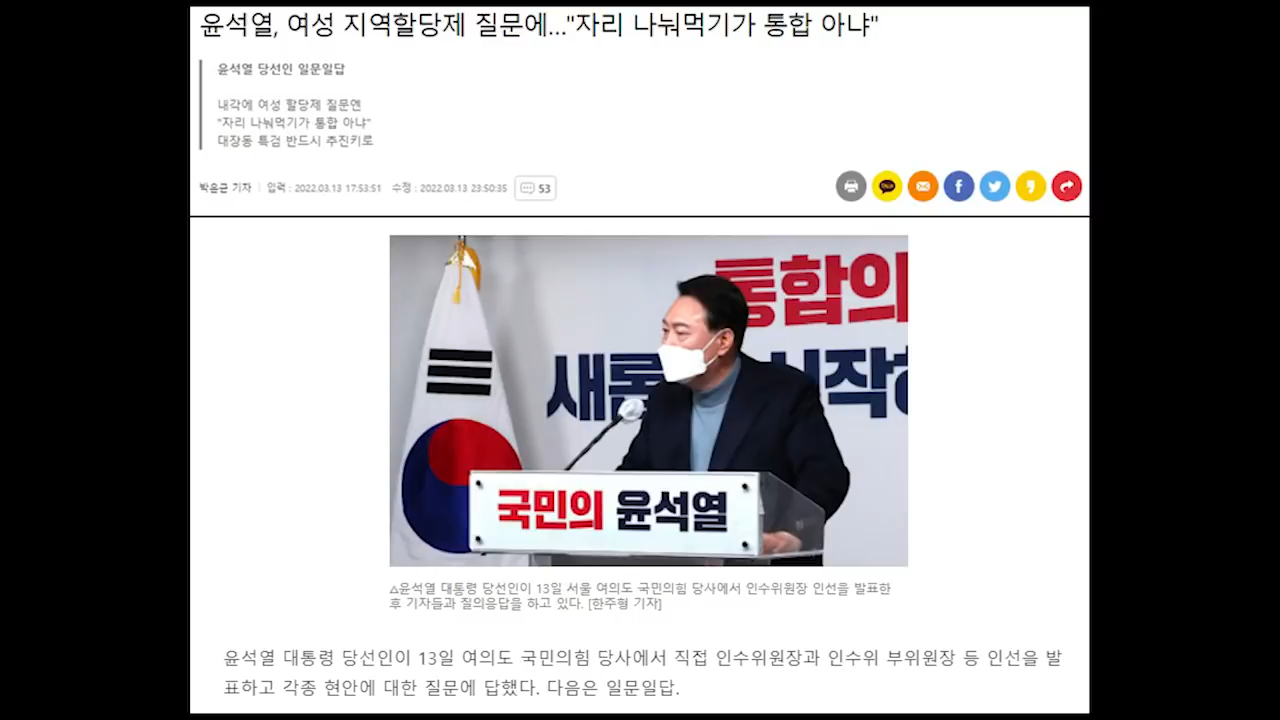 윤석열, 여성 지역할당제 질문에..."자리 나눠먹기가 통합 아냐"
윤석열 당선인 일문일답
내각에 여성 할당제 질문엔
"자리 나눠먹기가 통합 아냐"
대장동 특검 반드시 추진키로
박윤균 기자 입력 : 2022.03.13 17:53:51 수정 : 2022.03.13 23:50:35 53
통합의
새롭 시작
국민의 윤석열
△윤석열 대통령 당선인이 13일 서울 여의도 국민의힘 당사에서 인수위원장 인선을 발표한
후 기자들과 질의응답을 하고 있다. [한주형 기자]
윤석열 대통령 당선인이 13일 여의도 국민의힘 당사에서 직접 인수위원장과 인수위 부위원장 등 인선을 발
표하고 각종 현안에 대한 질문에 답했다. 다음은 일문일답.